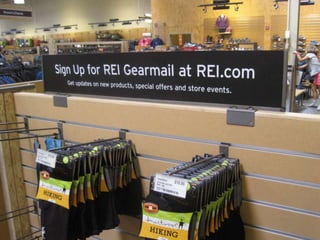 Sign Up for REI Gearmail at REI.com
Get updates on new products, special offers and store events.
HIKING
HIKING